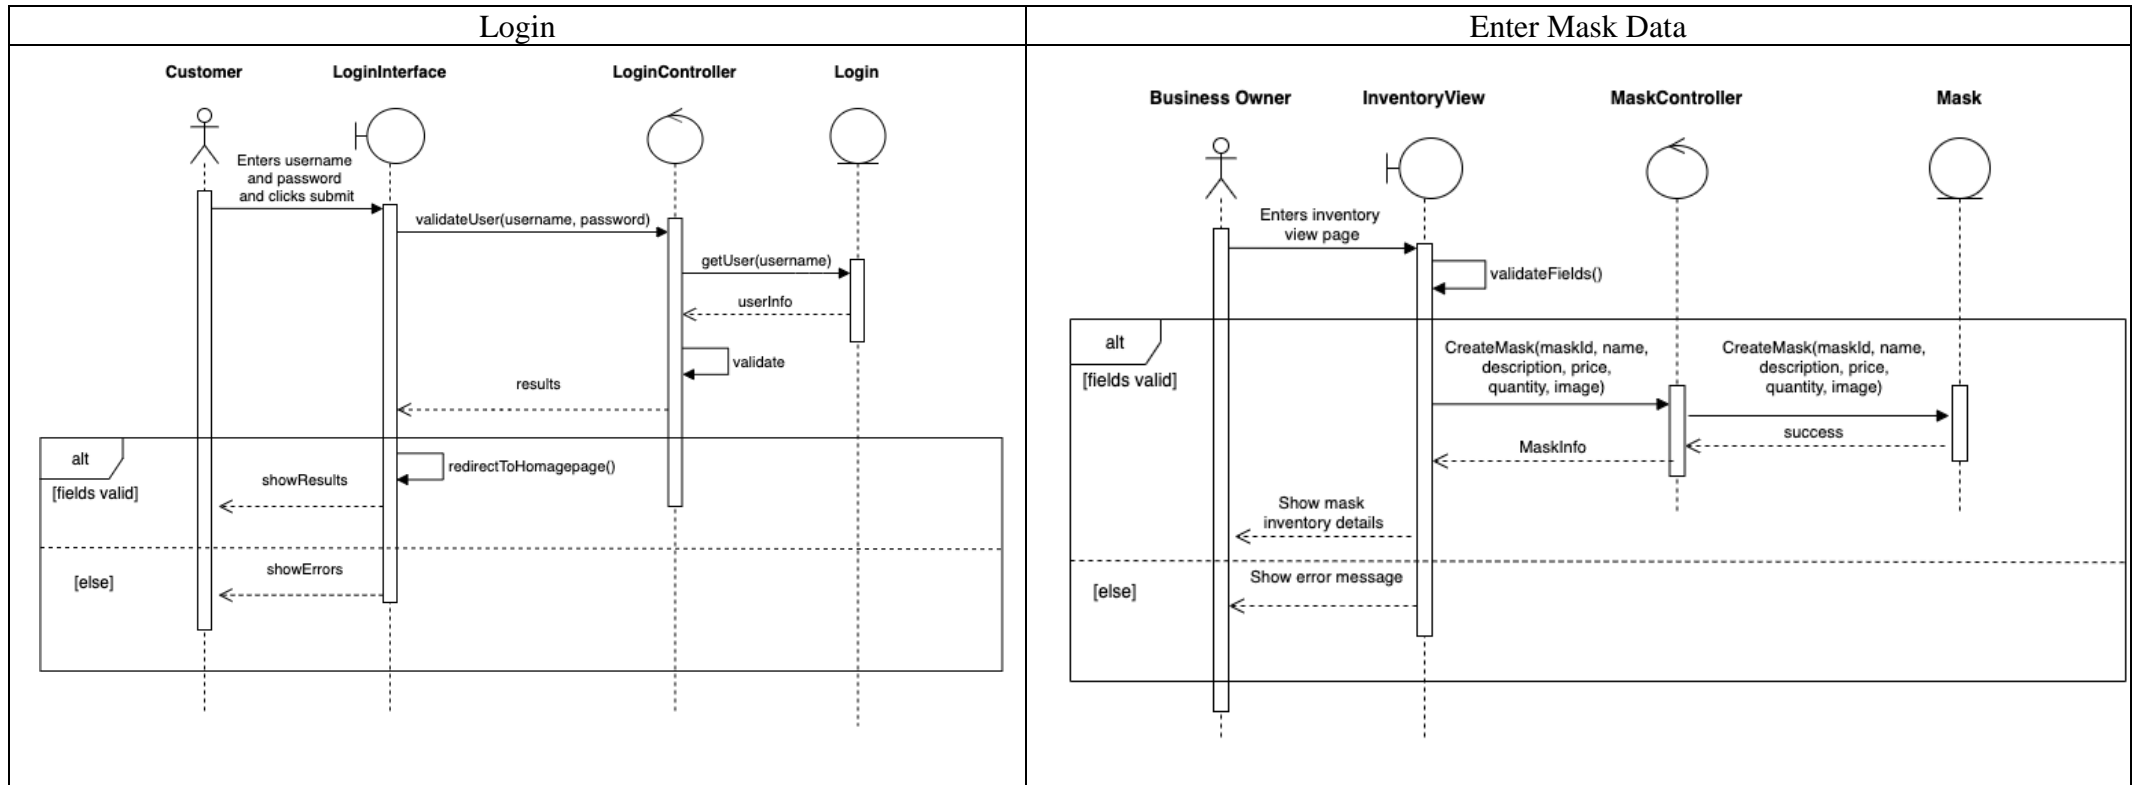 Login
Enter Mask Data
Customer
LoginInterface
LoginController
Login
Enters username
and password
and clicks submit
validateUser(username, password)
getUser(username)
userInfo
validate
results
alt
[fields valid]
redirectToHomagepage()
showResults
[else]
showErrors
Business Owner
InventoryView
MaskController
Mask
Enters inventory
view page
validateFields()
alt
[fields valid]
CreateMask(maskId, name,
description, price,
quantity, image)
CreateMask(maskId, name,
description, price,
quantity, image)
success
MaskInfo
Show mask
inventory details
[else]
Show error message